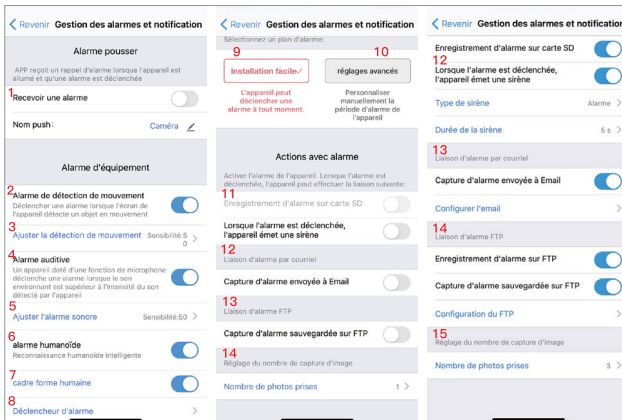 Revenir Gestion des alarmes et notification
Alarme pousser
APP reçoit un rappel d'alarme lorsque l'appareil est
allumé et qu'une alarme est déclenchée
1
Recevoir une alarme
Nom push: Caméra
Alarme d'équipement
2
Alarme de détection de mouvement
Déclencher une alarme lorsque l'écran de
l'appareil détecte un objet en mouvement
3
Ajuster la détection de mouvement Sensibilité:5
0
4
Alarme auditive
Un appareil doté d'une fonction de microphone
déclenche une alarme lorsque le son
environnant est supérieur à l'intensité du son
détecté par l'appareil
5
Ajuster l'alarme sonore Sensibilité:50
6
alarme humanoïde
Reconnaissance humanoïde intelligente
7
cadre forme humaine
8
Déclencheur d'alarme
Revenir Gestion des alarmes et notification
Sélectionnez un plan d'alarme:
9 10
Installation facile✓ réglages avancés
L'appareil peut
déclencher une
alarme à tout moment.
Personnaliser
manuellement la
période d'alarme de
l'appareil
Actions avec alarme
Activer l'alarme de l'appareil. Lorsque l'alarme est
déclenchée, l'appareil peut effectuer la liaison suivante:
11
Enregistrement d'alarme sur carte SD
Lorsque l'alarme est déclenchée,
l'appareil émet une sirène
12
Liaison d'alarme par courriel
Capture d'alarme envoyée à Email
13
Liaison d'alarme FTP
Capture d'alarme sauvegardée sur FTP
14
Réglage du nombre de capture d'image
Nombre de photos prises 1
Revenir Gestion des alarmes et notification
Enregistrement d'alarme sur carte SD
12
Lorsque l'alarme est déclenchée,
l'appareil émet une sirène
Type de sirène Alarme
Durée de la sirène 5 s
13
Liaison d'alarme par courriel
Capture d'alarme envoyée à Email
Configurer l'email
14
Liaison d'alarme FTP
Enregistrement d'alarme sur FTP
Capture d'alarme sauvegardée sur FTP
Configuration du FTP
15
Réglage du nombre de capture d'image
Nombre de photos prises 3